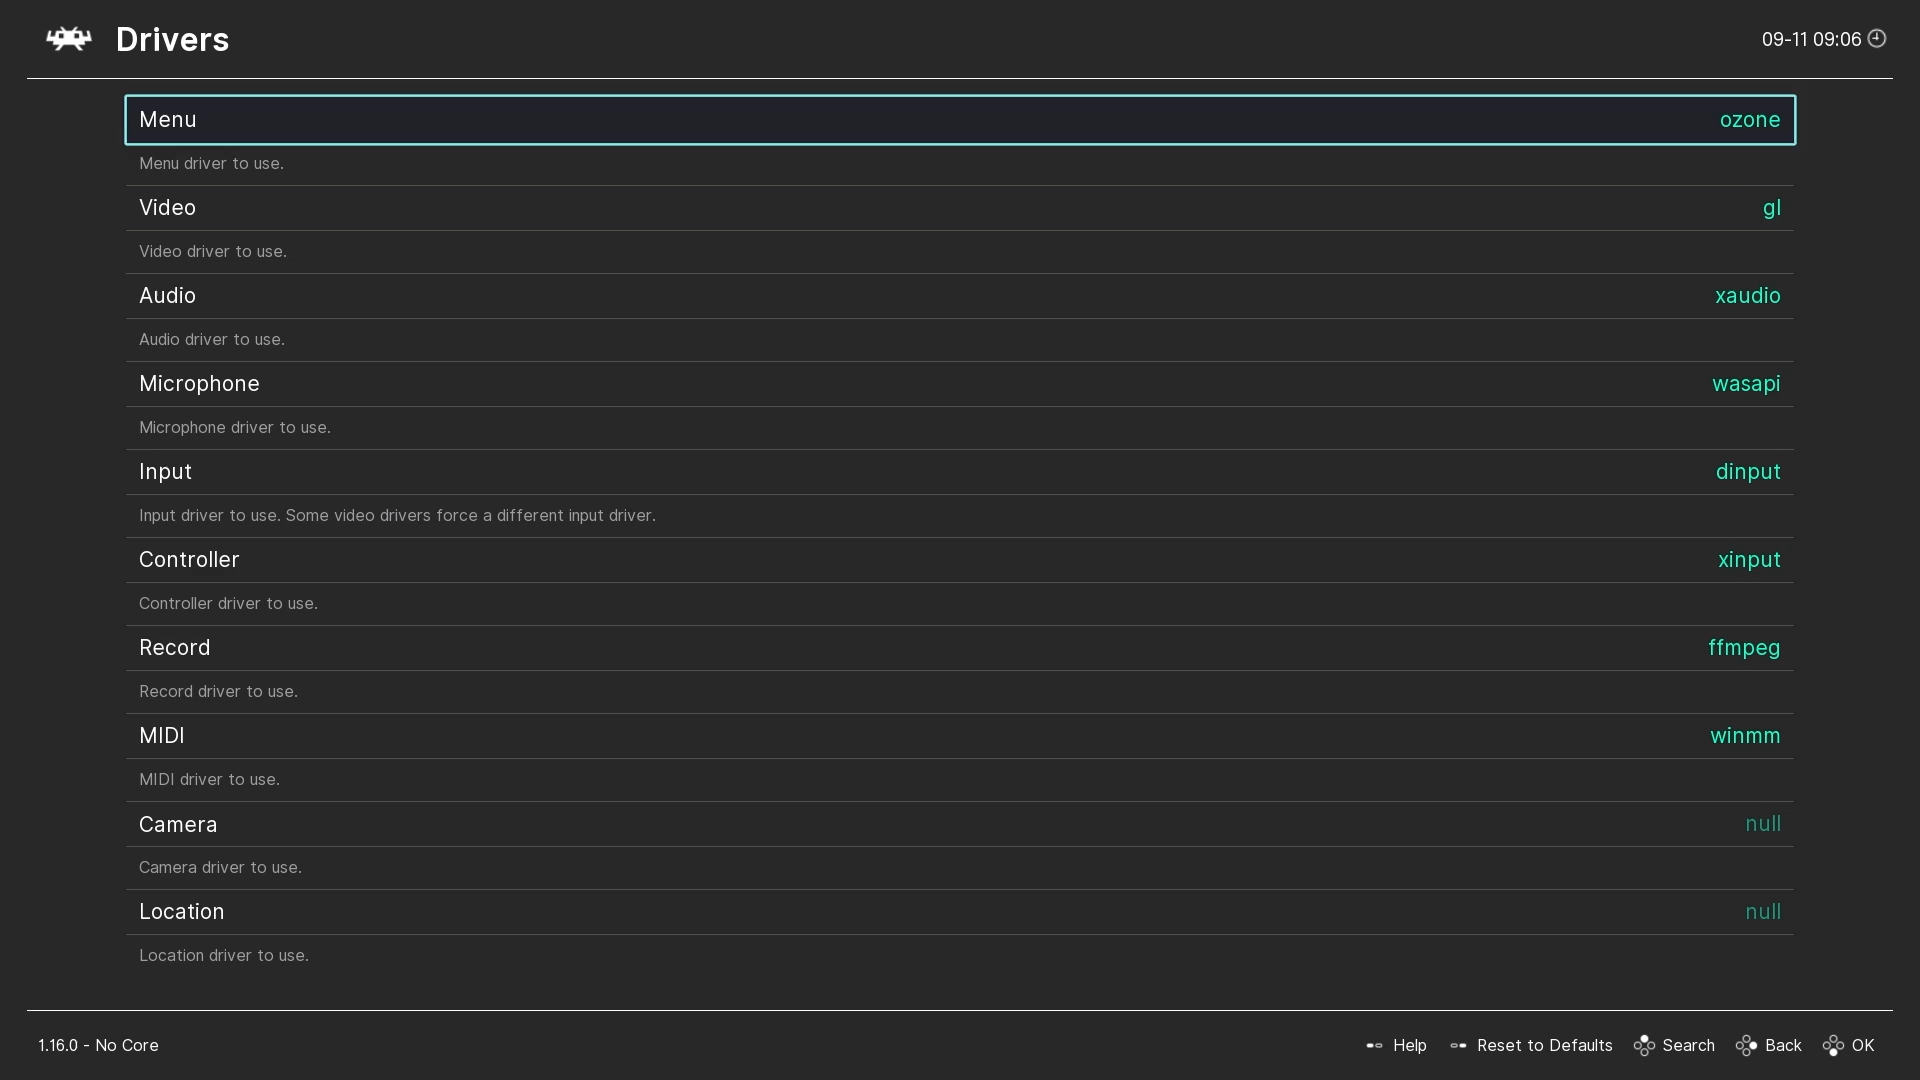 Drivers
09-11 09:06
Menu ozone
Menu driver to use.
Video gl
Video driver to use.
Audio xaudio
Audio driver to use.
Microphone wasapi
Microphone driver to use.
Input dinput
Input driver to use. Some video drivers force a different input driver.
Controller xinput
Controller driver to use.
Record ffmpeg
Record driver to use.
MIDI winmm
MIDI driver to use.
Camera null
Camera driver to use.
Location null
Location driver to use.
1.16.0 - No Core
Help Reset to Defaults Search Back OK